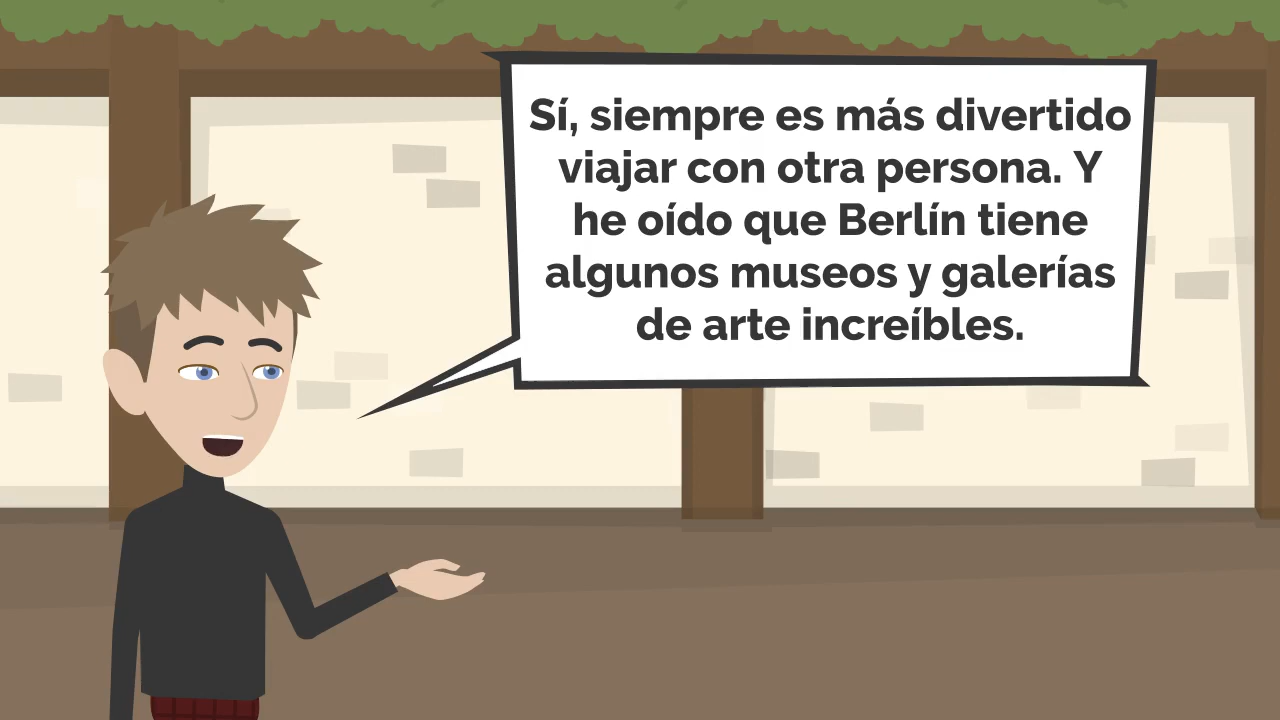 Sí, siempre es más divertido
viajar con otra persona. Y
he oído que Berlín tiene
algunos museos y galerías
de arte increíbles.